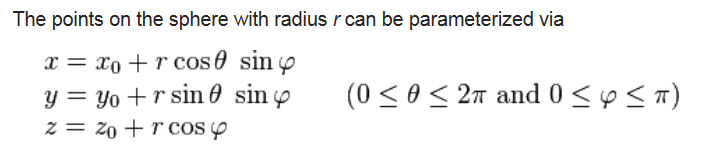 The points on the sphere with radius r can be parameterized via
x = x₀ + r cos θ sin φ
y = y₀ + r sin θ sin φ (0 ≤ θ ≤ 2π and 0 ≤ φ ≤ π)
z = z₀ + r cos φ